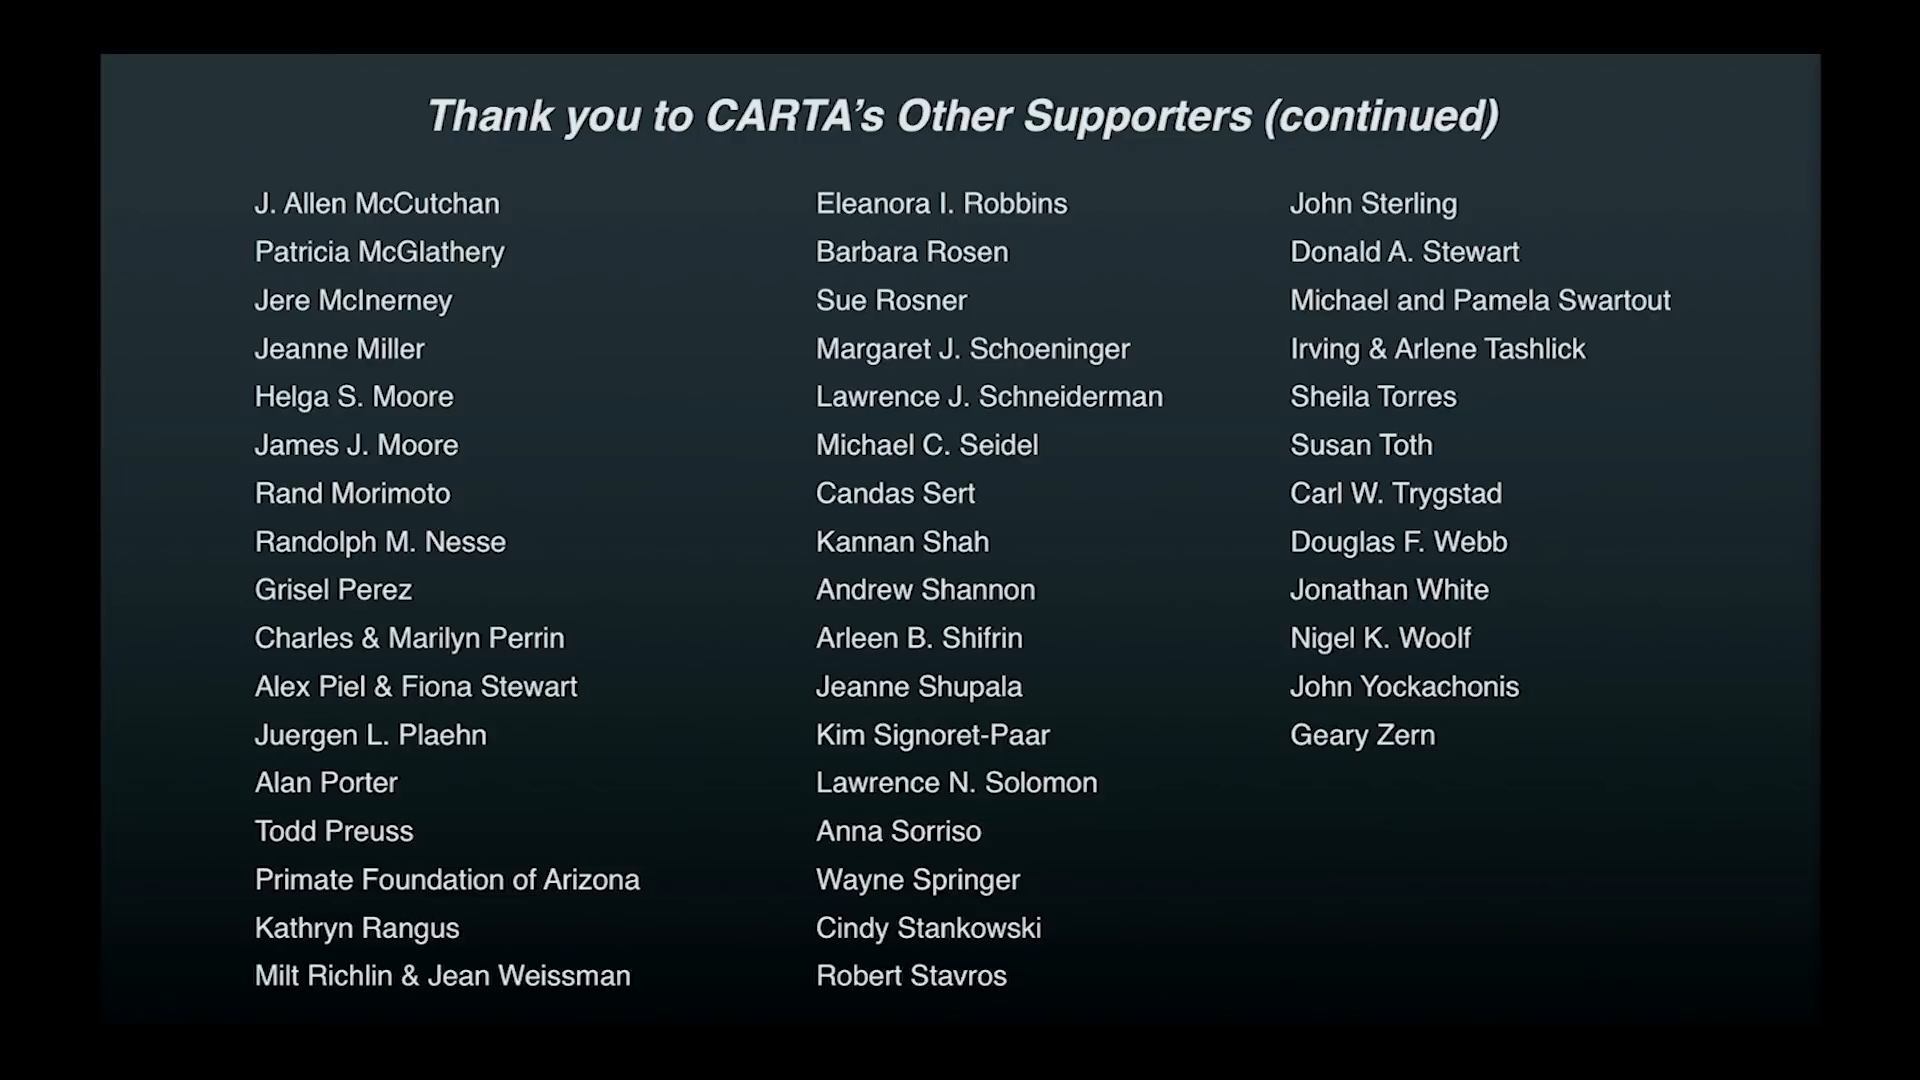 Thank you to CARTA's Other Supporters (continued)
J. Allen McCutchan
Patricia McGlathery
Jere McInerney
Jeanne Miller
Helga S. Moore
James J. Moore
Rand Morimoto
Randolph M. Nesse
Grisel Perez
Charles & Marilyn Perrin
Alex Piel & Fiona Stewart
Juergen L. Plaehn
Alan Porter
Todd Preuss
Primate Foundation of Arizona
Kathryn Rangus
Milt Richlin & Jean Weissman
Eleanora I. Robbins
Barbara Rosen
Sue Rosner
Margaret J. Schoeninger
Lawrence J. Schneiderman
Michael C. Seidel
Candas Sert
Kannan Shah
Andrew Shannon
Arleen B. Shifrin
Jeanne Shupala
Kim Signoret-Paar
Lawrence N. Solomon
Anna Sorriso
Wayne Springer
Cindy Stankowski
Robert Stavros
John Sterling
Donald A. Stewart
Michael and Pamela Swartout
Irving & Arlene Tashlick
Sheila Torres
Susan Toth
Carl W. Trygstad
Douglas F. Webb
Jonathan White
Nigel K. Woolf
John Yockachonis
Geary Zern